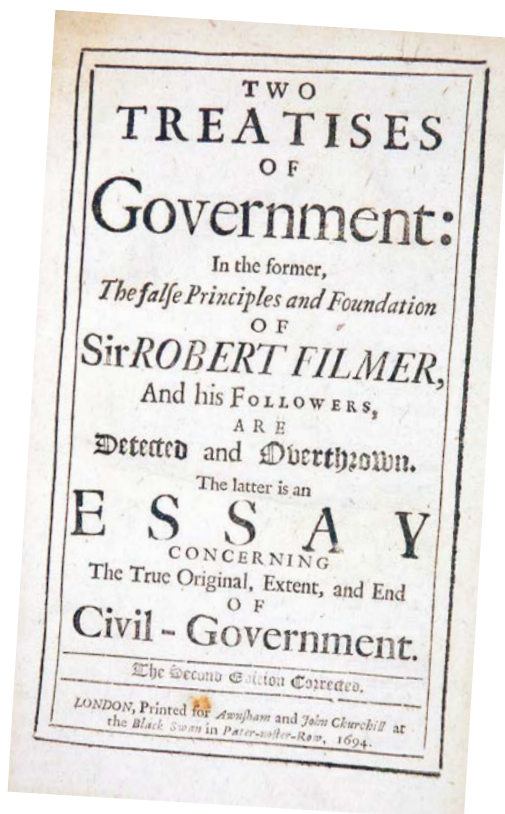 TWO
TREATISES
OF
Government:
In the former,
The falſe Principles and Foundation
OF
Sir ROBERT FILMER,
And his FOLLOWERS,
ARE
Detected and Overthrown.
The latter is an
ESSAY
CONCERNING
The True Original, Extent, and End
OF
Civil-Government.
The Second Edition Corrected.
LONDON, Printed for Awnſham and John Churchill at
the Black Swan in Pater-noſter-Row, 1694.